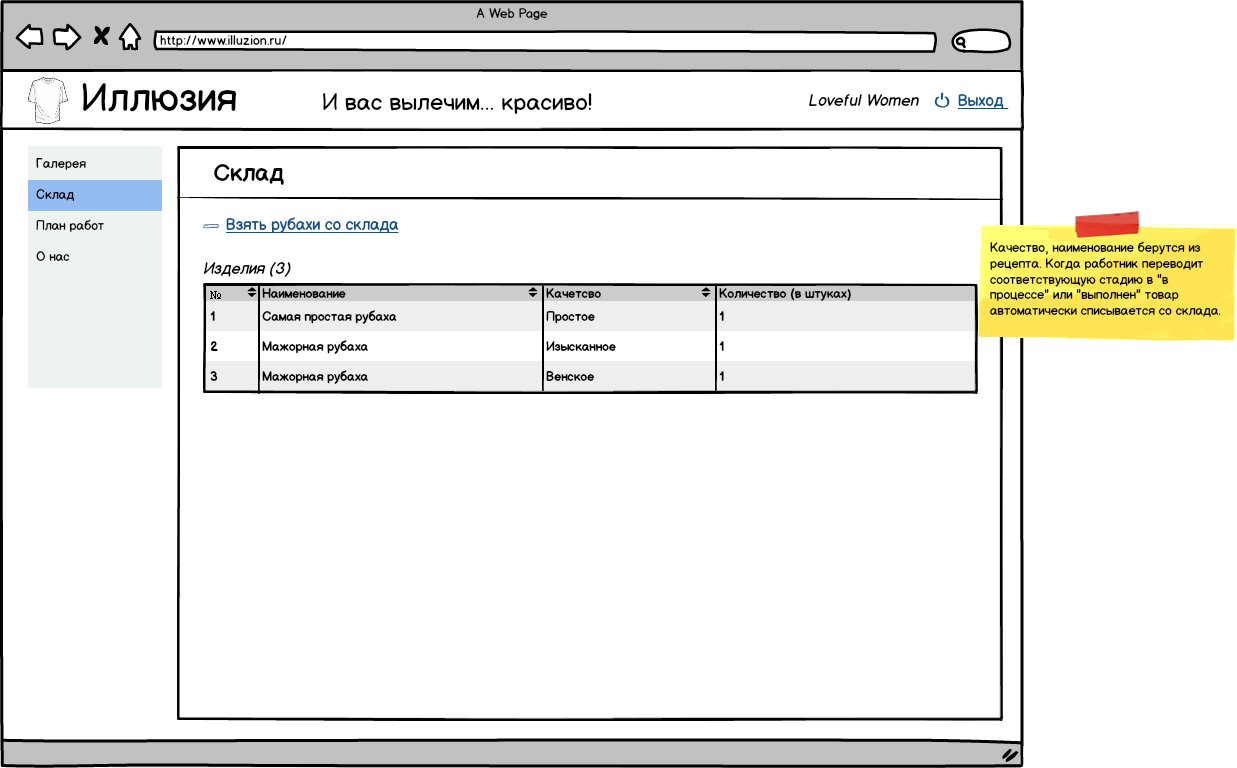 A Web Page
http://www.illuzion.ru/
Иллюзия
И вас вылечим... красиво!
Loveful Women
Выход
Галерея
Склад
План работ
О нас
Склад
Взять рубахи со склада
Изделия (3)
№ Наименование Качетсво Количество (в штуках)
1 Самая простая рубаха Простое 1
2 Мажорная рубаха Изысканное 1
3 Мажорная рубаха Венское 1
Качество, наименование берутся из
рецепта. Когда работник переводит
соответствующую стадию в "в
процессе" или "выполнен" товар
автоматически списывается со склада.